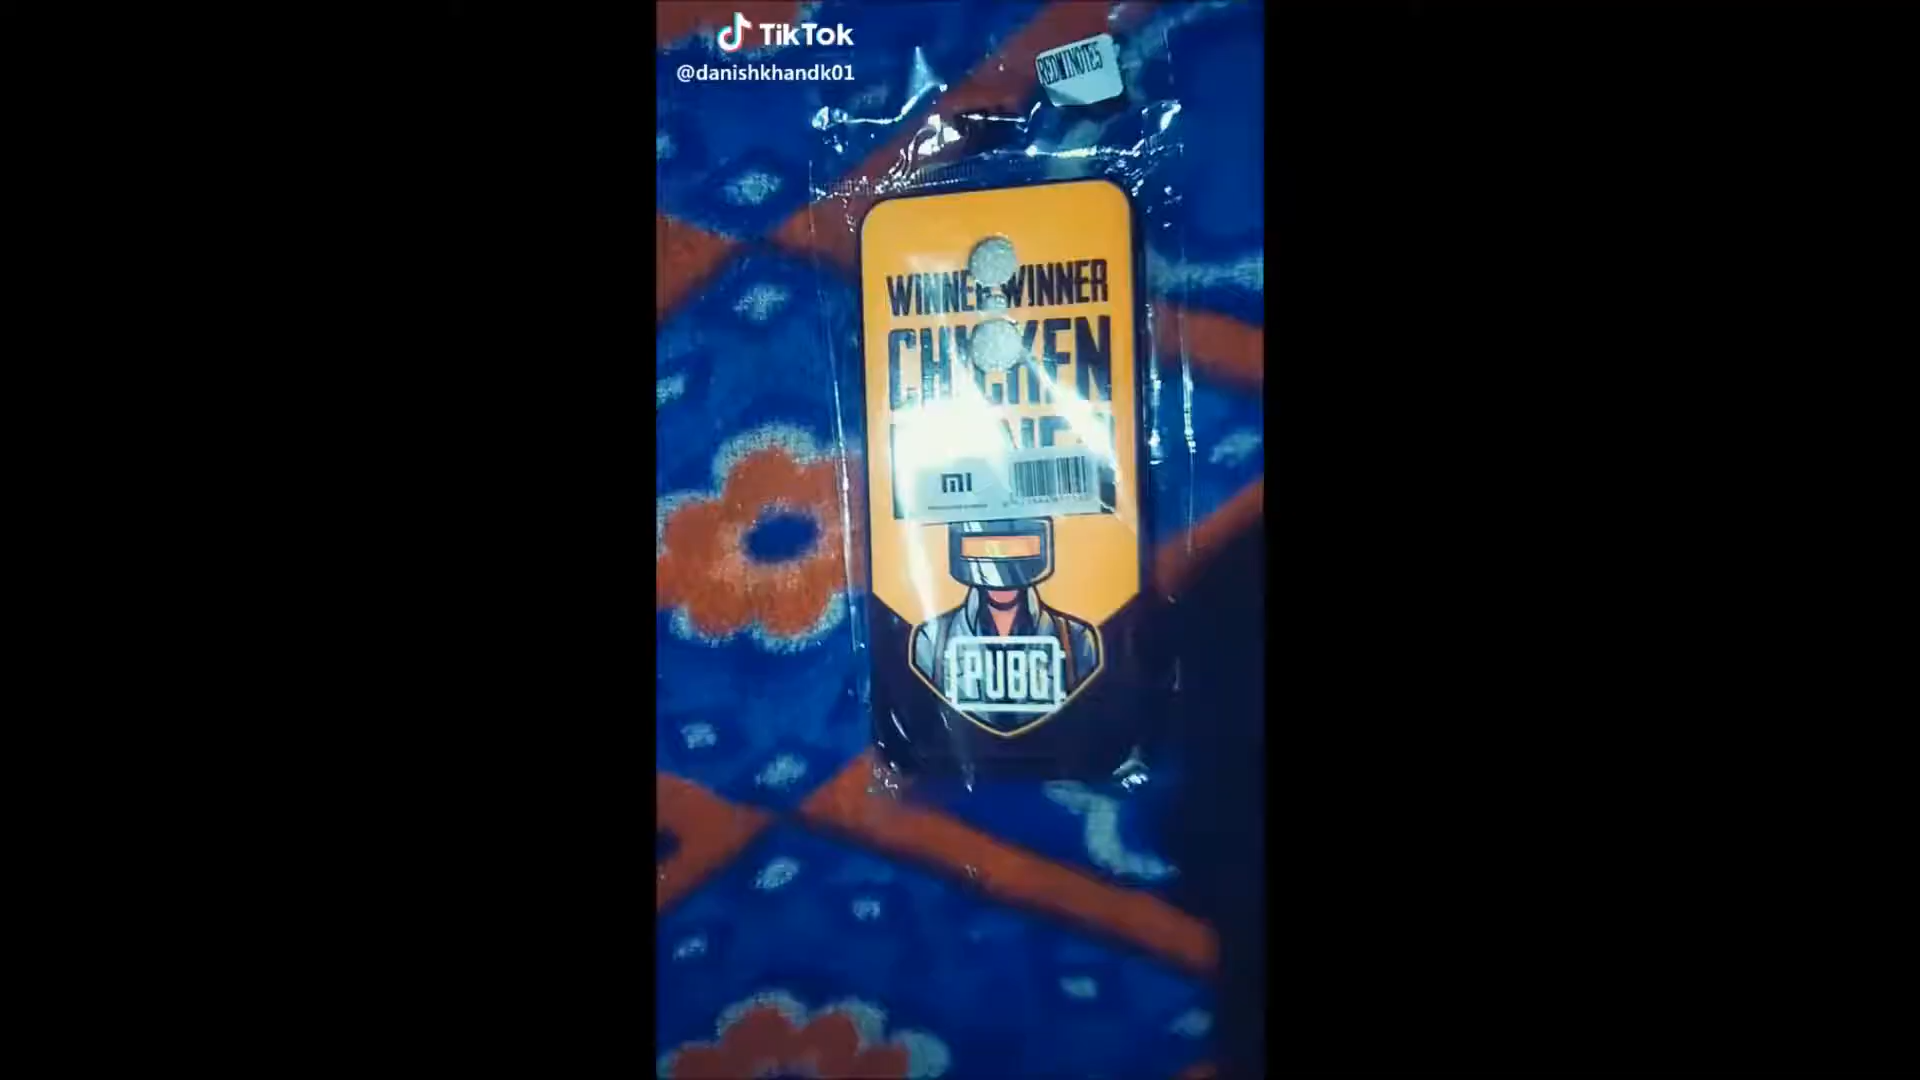 TikTok
@danishkhandk01
REDMINOTE5
WINNER WINNER
CHICKEN
mi
PUBG